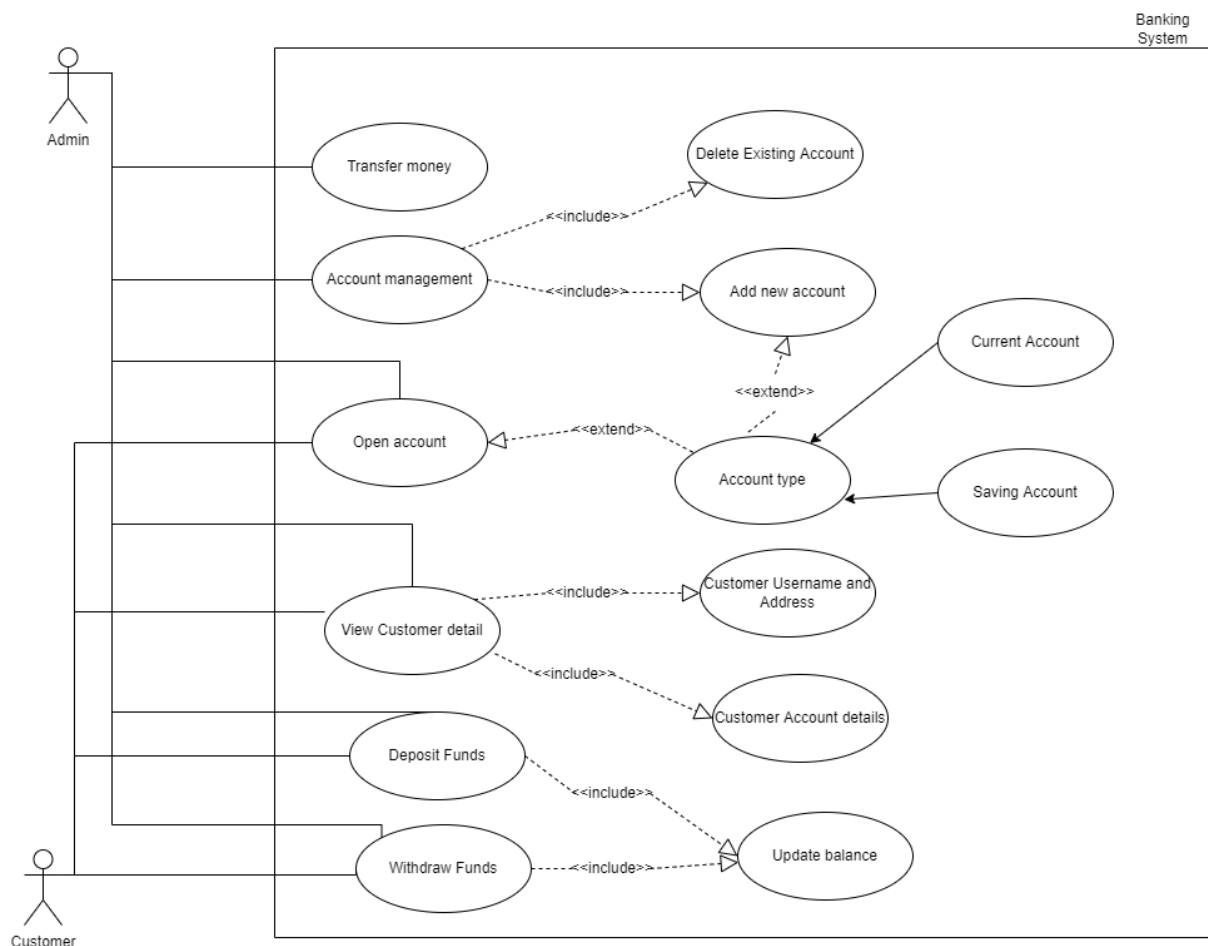 Banking
System
Admin
Transfer money
Delete Existing Account
<<include>>
Account management
<<include>>
Add new account
Current Account
<<extend>>
Open account
<<extend>>
Account type
Saving Account
View Customer detail
<<include>>
Customer Username and
Address
<<include>>
Customer Account details
Deposit Funds
<<include>>
Withdraw Funds
<<include>>
Update balance
Customer